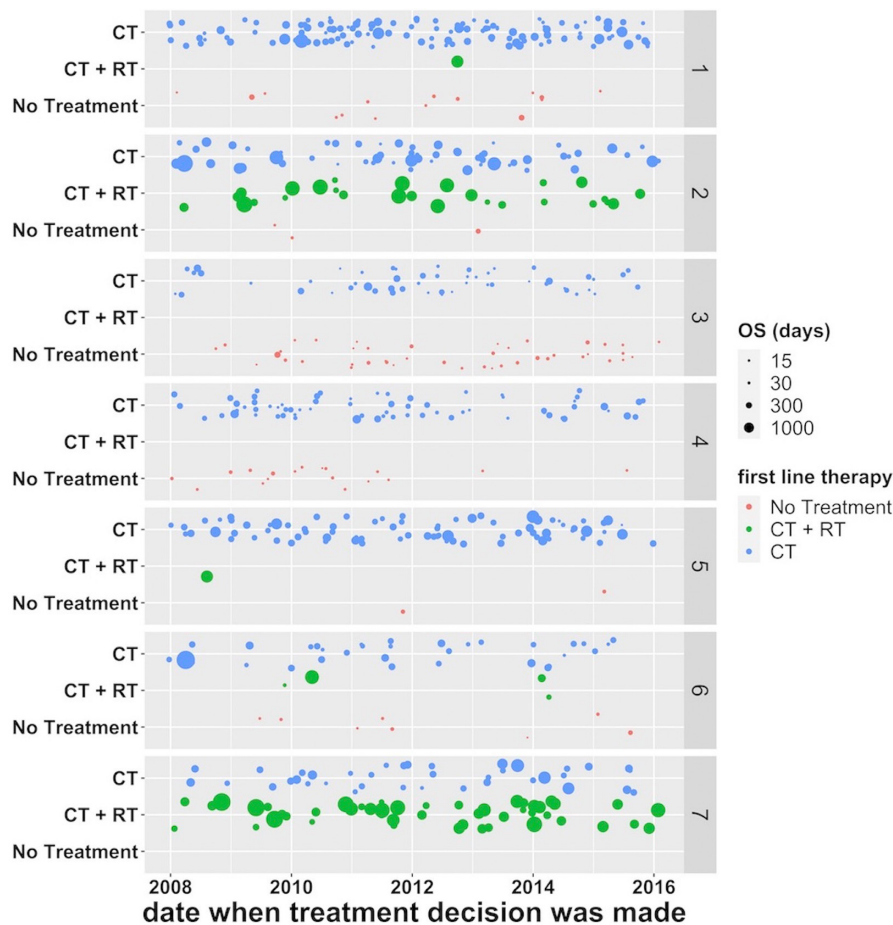 CT
CT + RT
No Treatment
1
CT
CT + RT
No Treatment
2
CT
CT + RT
No Treatment
3
CT
CT + RT
No Treatment
4
CT
CT + RT
No Treatment
5
CT
CT + RT
No Treatment
6
CT
CT + RT
No Treatment
7
2008 2010 2012 2014 2016
date when treatment decision was made
OS (days)
15
30
300
1000
first line therapy
No Treatment
CT + RT
CT